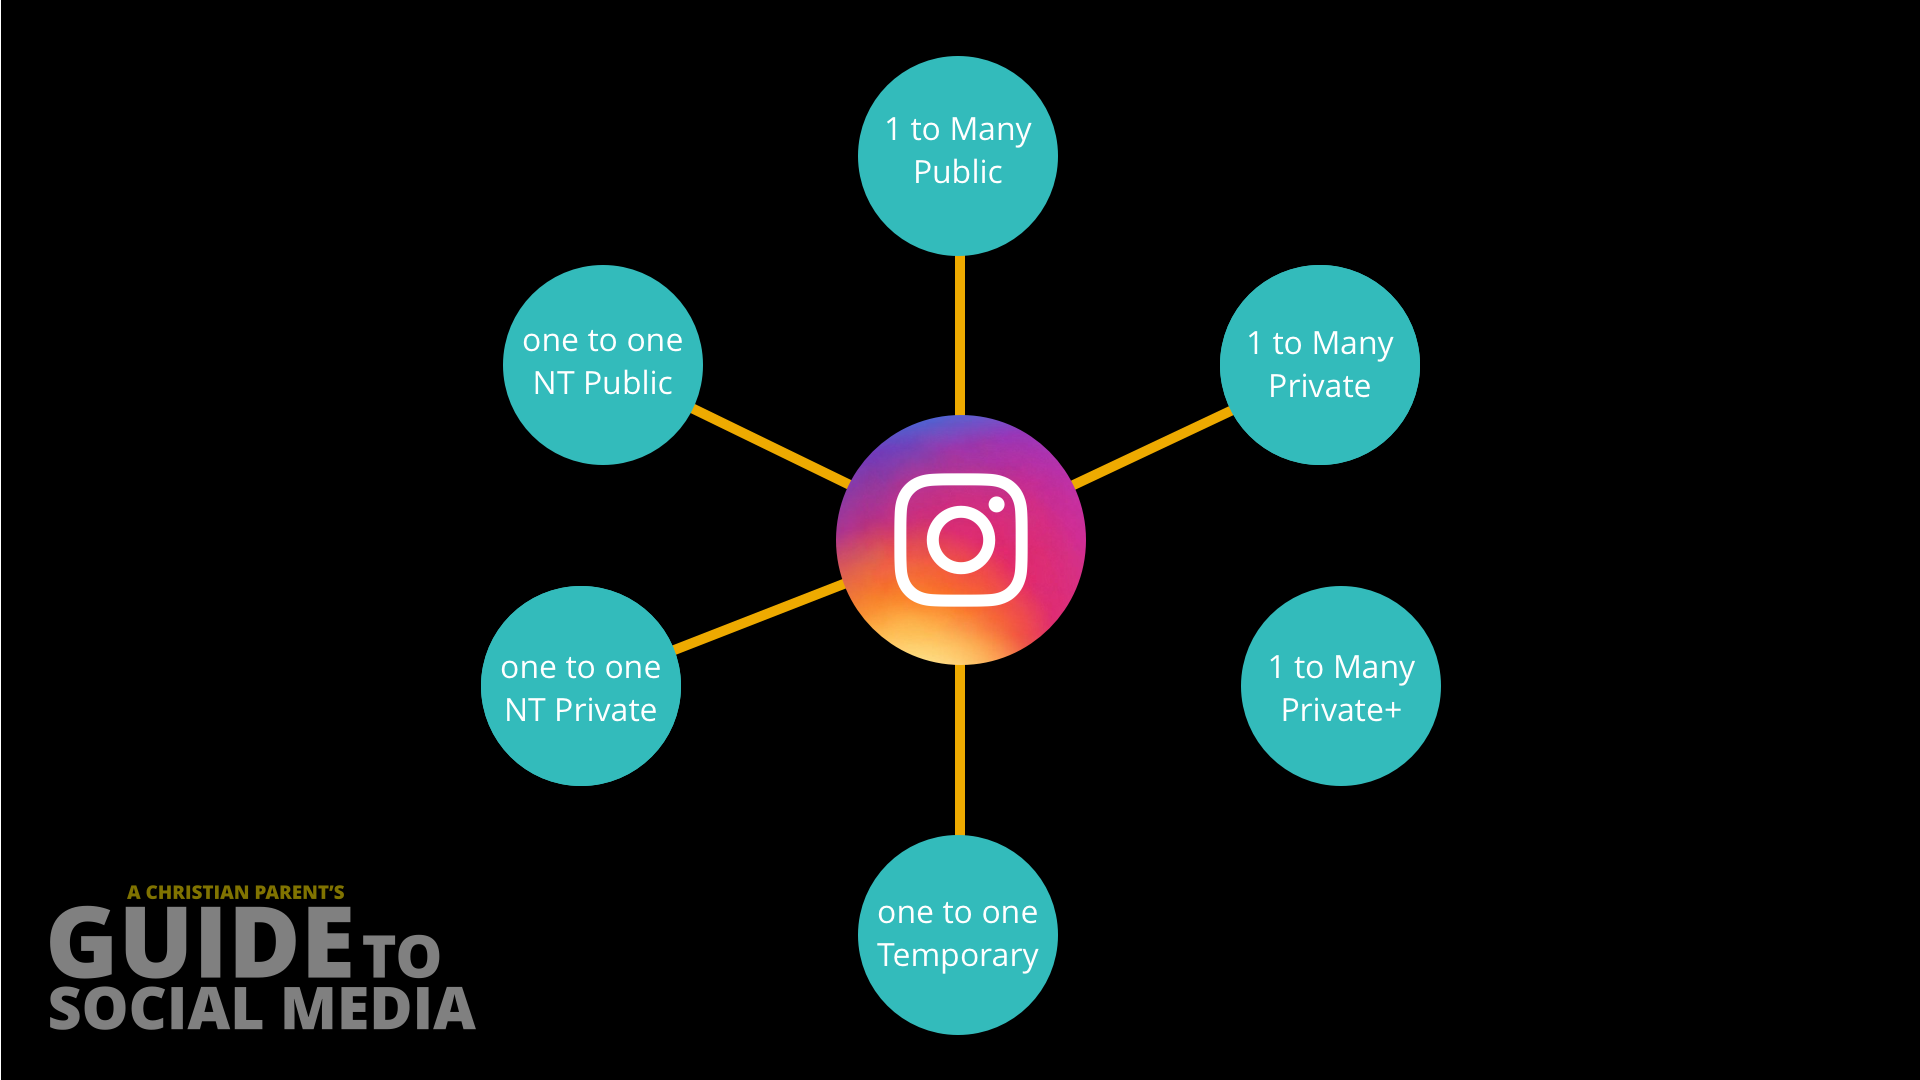 1 to Many
Public
one to one
NT Public
1 to Many
Private
one to one
NT Private
1 to Many
Private+
one to one
Temporary
A CHRISTIAN PARENT'S
GUIDE TO
SOCIAL MEDIA